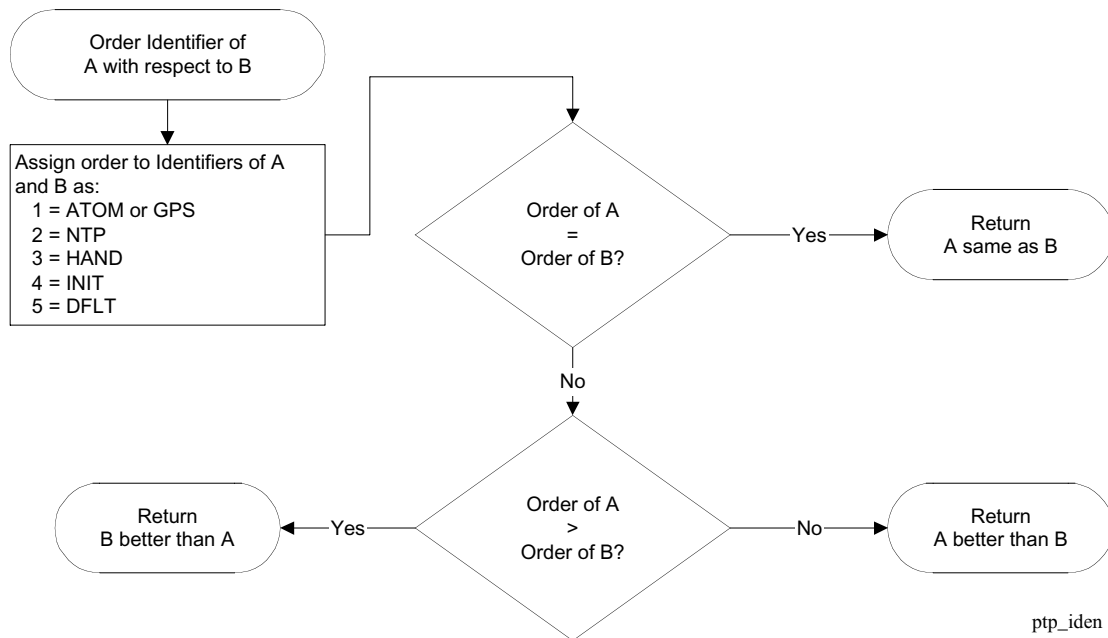 Order Identifier of
A with respect to B
Assign order to Identifiers of A
and B as:
1 = ATOM or GPS
2 = NTP
3 = HAND
4 = INIT
5 = DFLT
Order of A
=
Order of B?
Yes
Return
A same as B
No
Order of A
>
Order of B?
Yes
Return
B better than A
No
Return
A better than B
ptp_iden